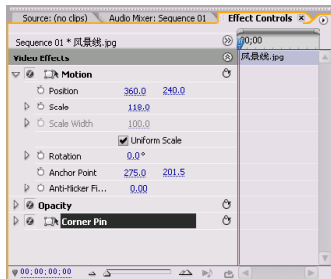 Source: (no clips) Audio Mixer: Sequence 01 Effect Controls
Sequence 01 * 风景线.jpg 00;00
Video Effects 风景线.jpg
Motion
Position 360.0 240.0
Scale 118.0
Scale Width 100.0
Uniform Scale
Rotation 0.0°
Anchor Point 275.0 201.5
Anti-flicker Fi... 0.00
Opacity
Corner Pin
00;00;00;00